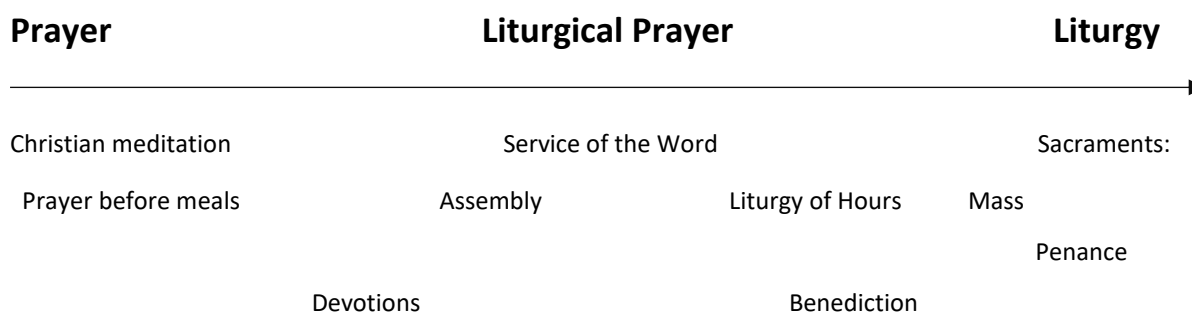 Prayer Liturgical Prayer Liturgy
Christian meditation Service of the Word Sacraments:
Prayer before meals Assembly Liturgy of Hours Mass
Penance
Devotions Benediction